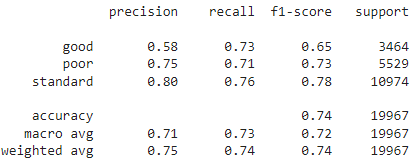 precision recall f1-score support
good 0.58 0.73 0.65 3464
poor 0.75 0.71 0.73 5529
standard 0.80 0.76 0.78 10974
accuracy 0.74 19967
macro avg 0.71 0.73 0.72 19967
weighted avg 0.75 0.74 0.74 19967